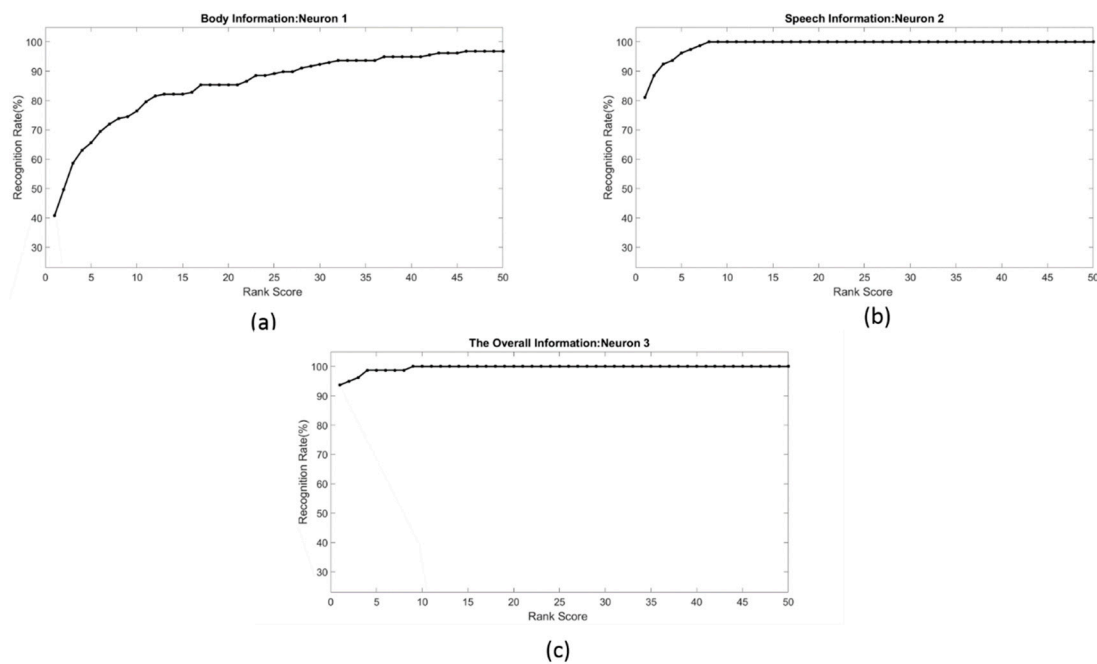 Body Information:Neuron 1
Recognition Rate(%)
100
90
80
70
60
50
40
30
0 5 10 15 20 25 30 35 40 45 50
Rank Score
(a)
Speech Information:Neuron 2
Recognition Rate(%)
100
90
80
70
60
50
40
30
0 5 10 15 20 25 30 35 40 45 50
Rank Score
(b)
The Overall Information:Neuron 3
Recognition Rate(%)
100
90
80
70
60
50
40
30
0 5 10 15 20 25 30 35 40 45 50
Rank Score
(c)